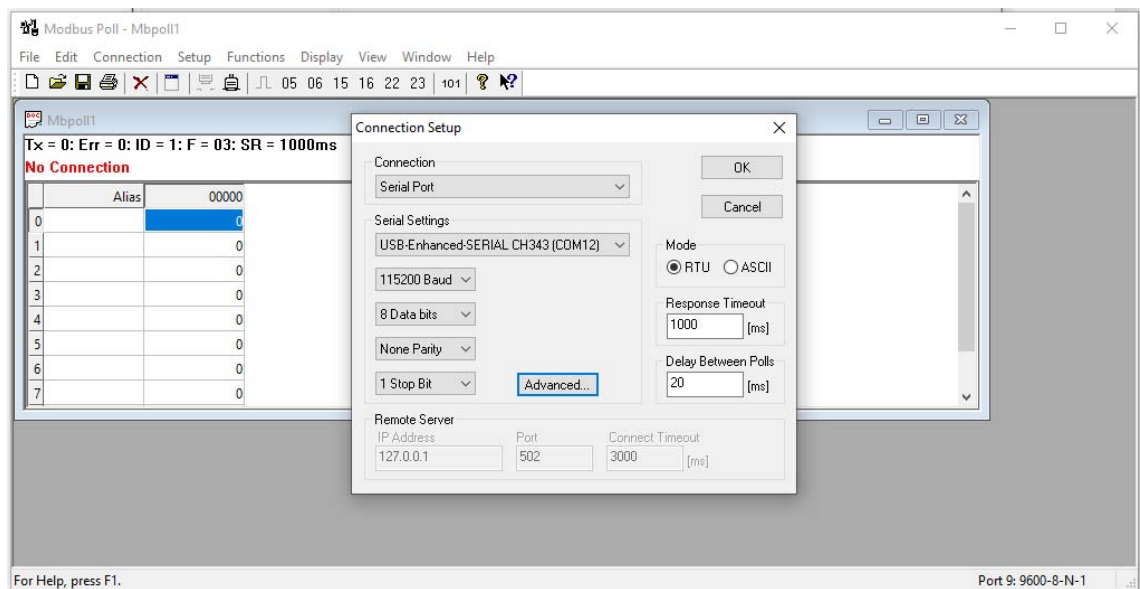 Modbus Poll - Mbpoll1
File Edit Connection Setup Functions Display View Window Help
05 06 15 16 22 23 101
Mbpoll1
Tx = 0: Err = 0: ID = 1: F = 03: SR = 1000ms
No Connection
Alias 00000
0 0
1 0
2 0
3 0
4 0
5 0
6 0
7 0
Connection Setup
Connection
Serial Port
OK
Cancel
Serial Settings
USB-Enhanced-SERIAL CH343 (COM12)
115200 Baud
8 Data bits
None Parity
1 Stop Bit
Advanced...
Mode
RTU ASCII
Response Timeout
1000 [ms]
Delay Between Polls
20 [ms]
Remote Server
IP Address Port Connect Timeout
127.0.0.1 502 3000 [ms]
For Help, press F1.
Port 9: 9600-8-N-1